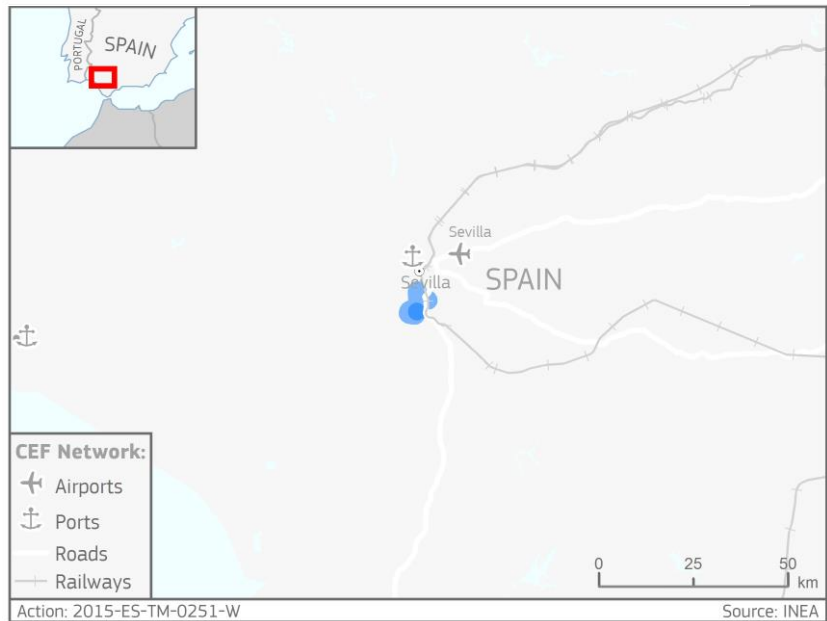 PORTUGAL
SPAIN
Sevilla
Sevilla
SPAIN
CEF Network:
Airports
Ports
Roads
Railways
0 25 50
km
Action: 2015-ES-TM-0251-W
Source: INEA